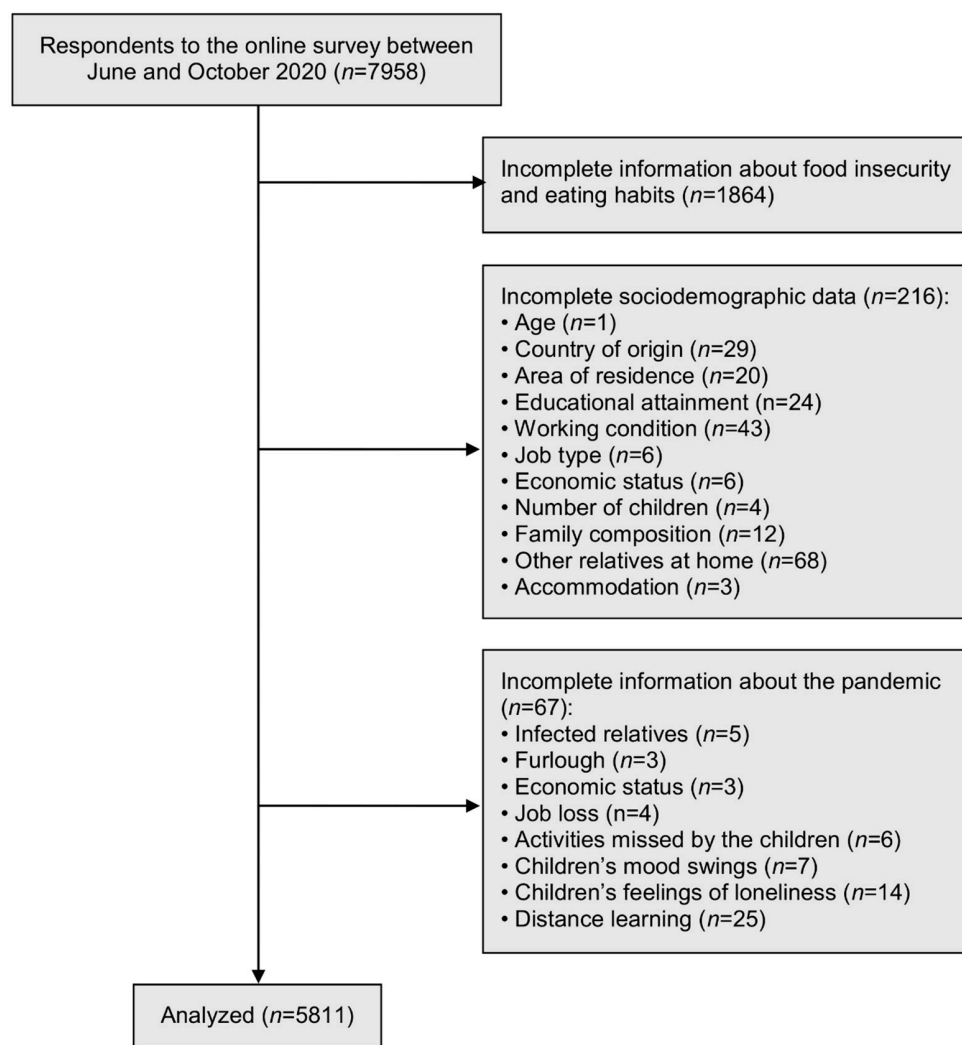 Respondents to the online survey between
June and October 2020 (n=7958)
Incomplete information about food insecurity
and eating habits (n=1864)
Incomplete sociodemographic data (n=216):
• Age (n=1)
• Country of origin (n=29)
• Area of residence (n=20)
• Educational attainment (n=24)
• Working condition (n=43)
• Job type (n=6)
• Economic status (n=6)
• Number of children (n=4)
• Family composition (n=12)
• Other relatives at home (n=68)
• Accommodation (n=3)
Incomplete information about the pandemic
(n=67):
• Infected relatives (n=5)
• Furlough (n=3)
• Economic status (n=3)
• Job loss (n=4)
• Activities missed by the children (n=6)
• Children’s mood swings (n=7)
• Children’s feelings of loneliness (n=14)
• Distance learning (n=25)
Analyzed (n=5811)